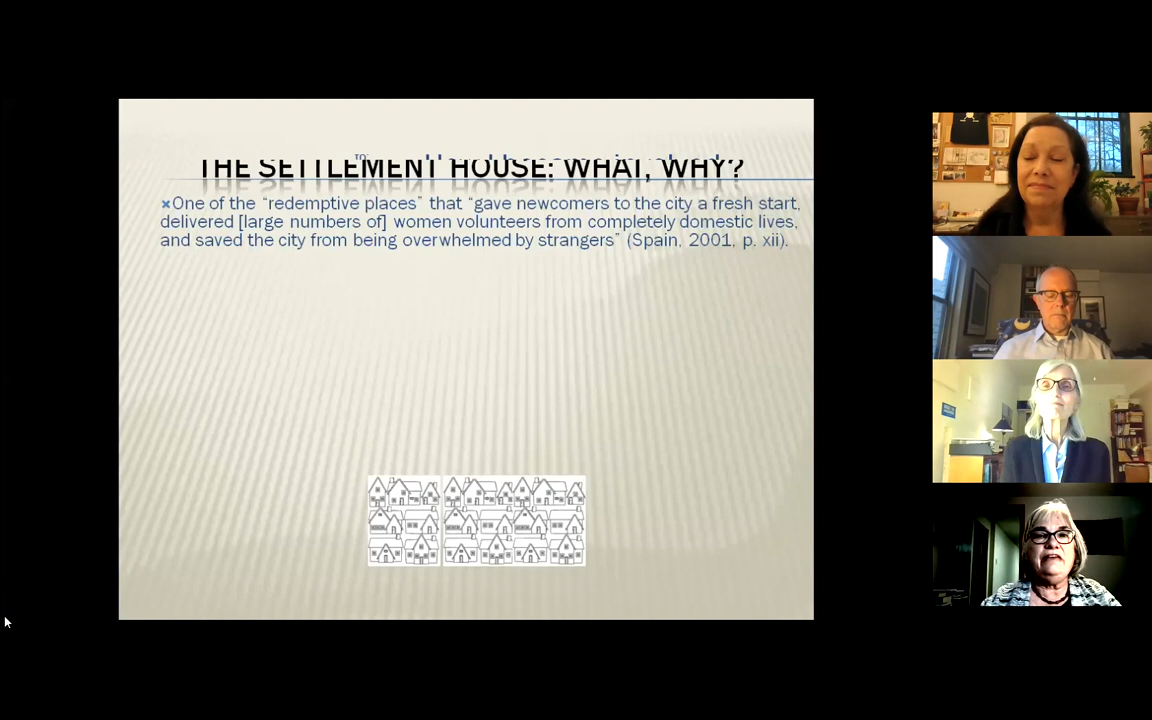 THE SETTLEMENT HOUSE: WHAT, WHY?
One of the “redemptive places” that “gave newcomers to the city a fresh start,
delivered [large numbers of] women volunteers from completely domestic lives,
and saved the city from being overwhelmed by strangers” (Spain, 2001, p. xii).